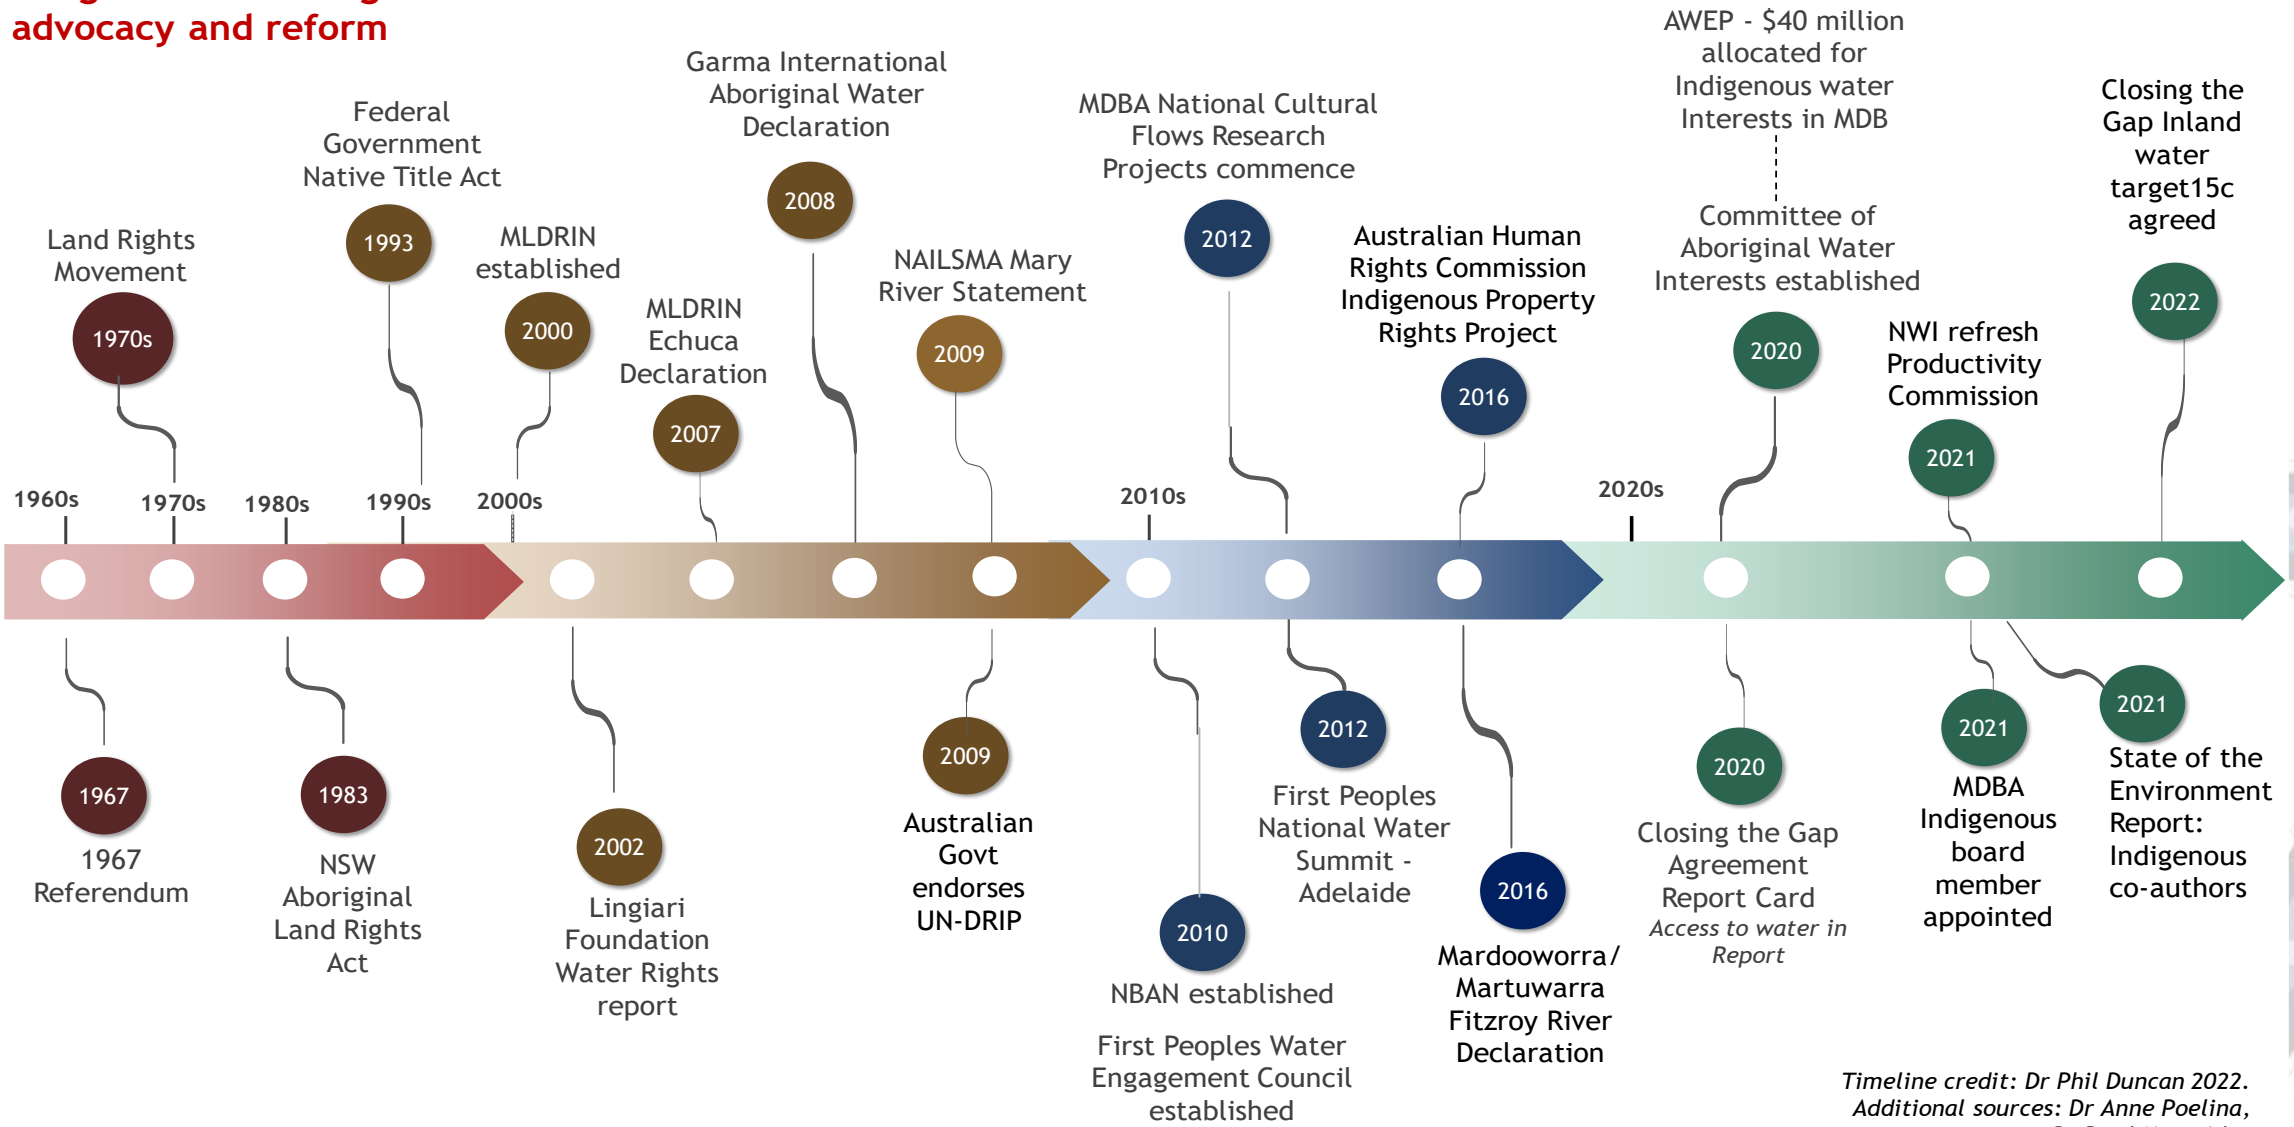 advocacy and reform
Land Rights
Movement
1970s
Federal
Government
Native Title Act
1993
MLDRIN
established
2000
MLDRIN
Echuca
Declaration
2007
Garma International
Aboriginal Water
Declaration
2008
NAILSMA Mary
River Statement
2009
MDBA National Cultural
Flows Research
Projects commence
2012
Australian Human
Rights Commission
Indigenous Property
Rights Project
2016
AWEP - $40 million
allocated for
Indigenous water
Interests in MDB
Committee of
Aboriginal Water
Interests established
2020
NWI refresh
Productivity
Commission
2021
Closing the
Gap Inland
water
target15c
agreed
2022
1960s
1970s
1980s
1990s
2000s
2010s
2020s
1967
1967
Referendum
1983
NSW
Aboriginal
Land Rights
Act
2002
Lingiari
Foundation
Water Rights
report
2009
Australian
Govt
endorses
UN-DRIP
2010
NBAN established
First Peoples Water
Engagement Council
established
2012
First Peoples
National Water
Summit -
Adelaide
2016
Mardooworra/
Martuwarra
Fitzroy River
Declaration
2020
Closing the Gap
Agreement
Report Card
Access to water in
Report
2021
MDBA
Indigenous
board
member
appointed
2021
State of the
Environment
Report:
Indigenous
co-authors
Timeline credit: Dr Phil Duncan 2022.
Additional sources: Dr Anne Poelina,